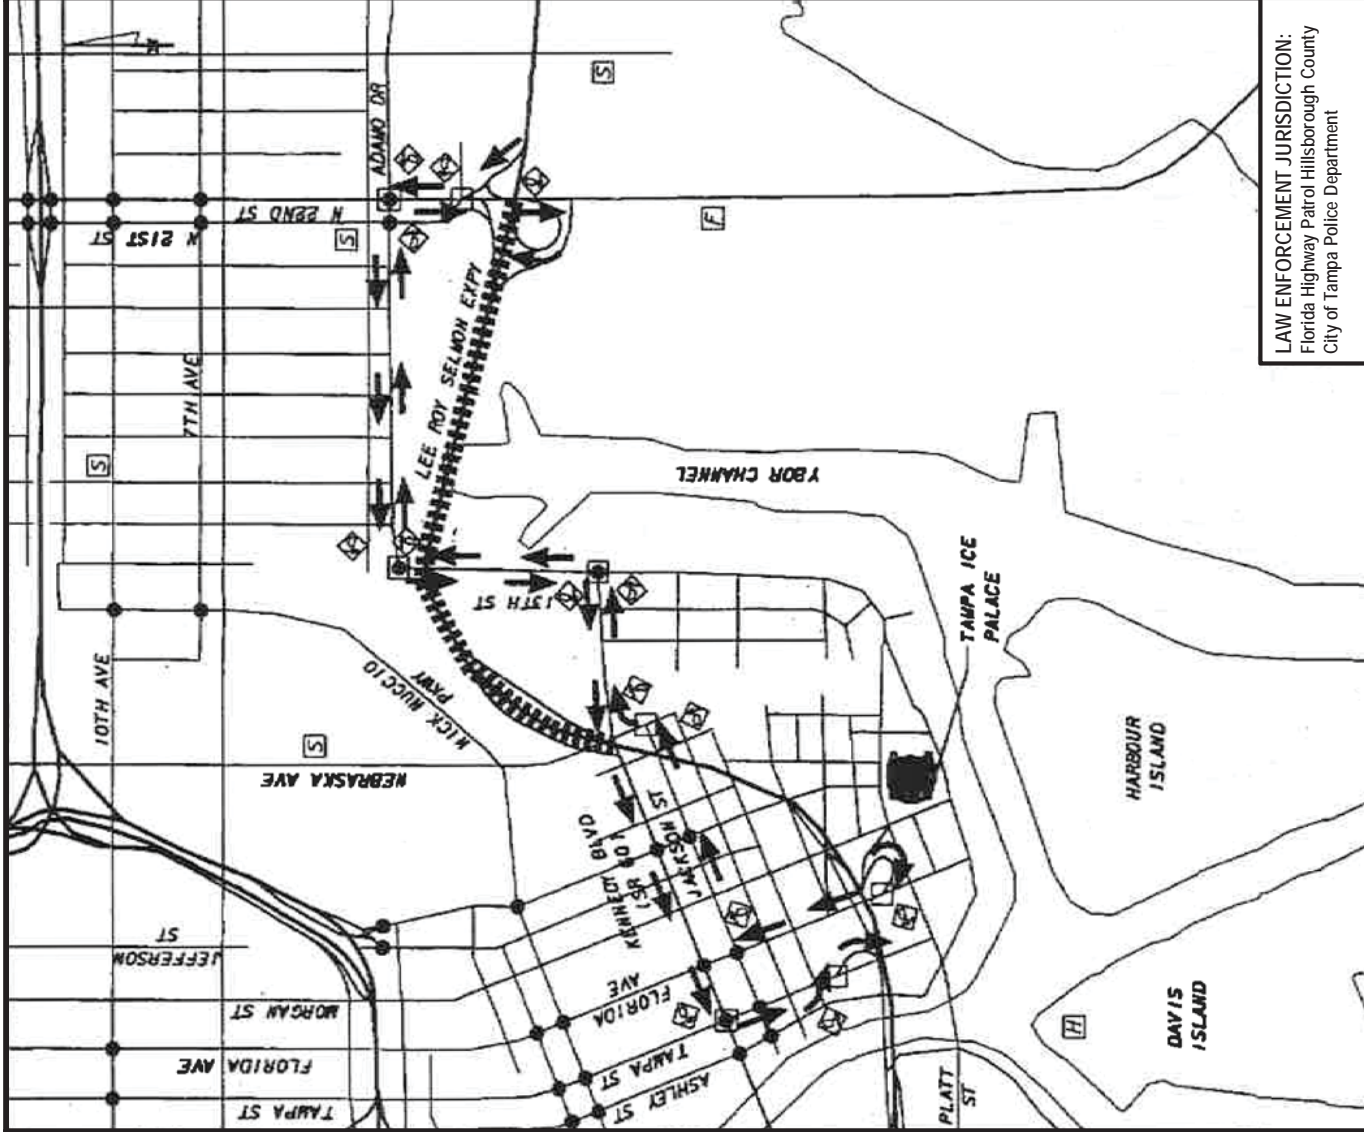 LAW ENFORCEMENT JURISDICTION:
Florida Highway Patrol Hillsborough County
City of Tampa Police Department
ADAMO DR
S
N 22ND ST
N 21ST ST
S
F
7TH AVE
LEE ROY SELMON EXPY
S
YBOR CHANNEL
13TH ST
TAMPA ICE
PALACE
10TH AVE
NICK NUCCIO
PKWY
S
NEBRASKA AVE
HARBOUR
ISLAND
KENNEDY BLVD
(SR 60)
JACKSON ST
JEFFERSON
ST
MORGAN ST
FLORIDA
AVE
FLORIDA AVE
TAMPA ST
TAMPA ST
ASHLEY ST
PLATT
ST
H
DAVIS
ISLAND